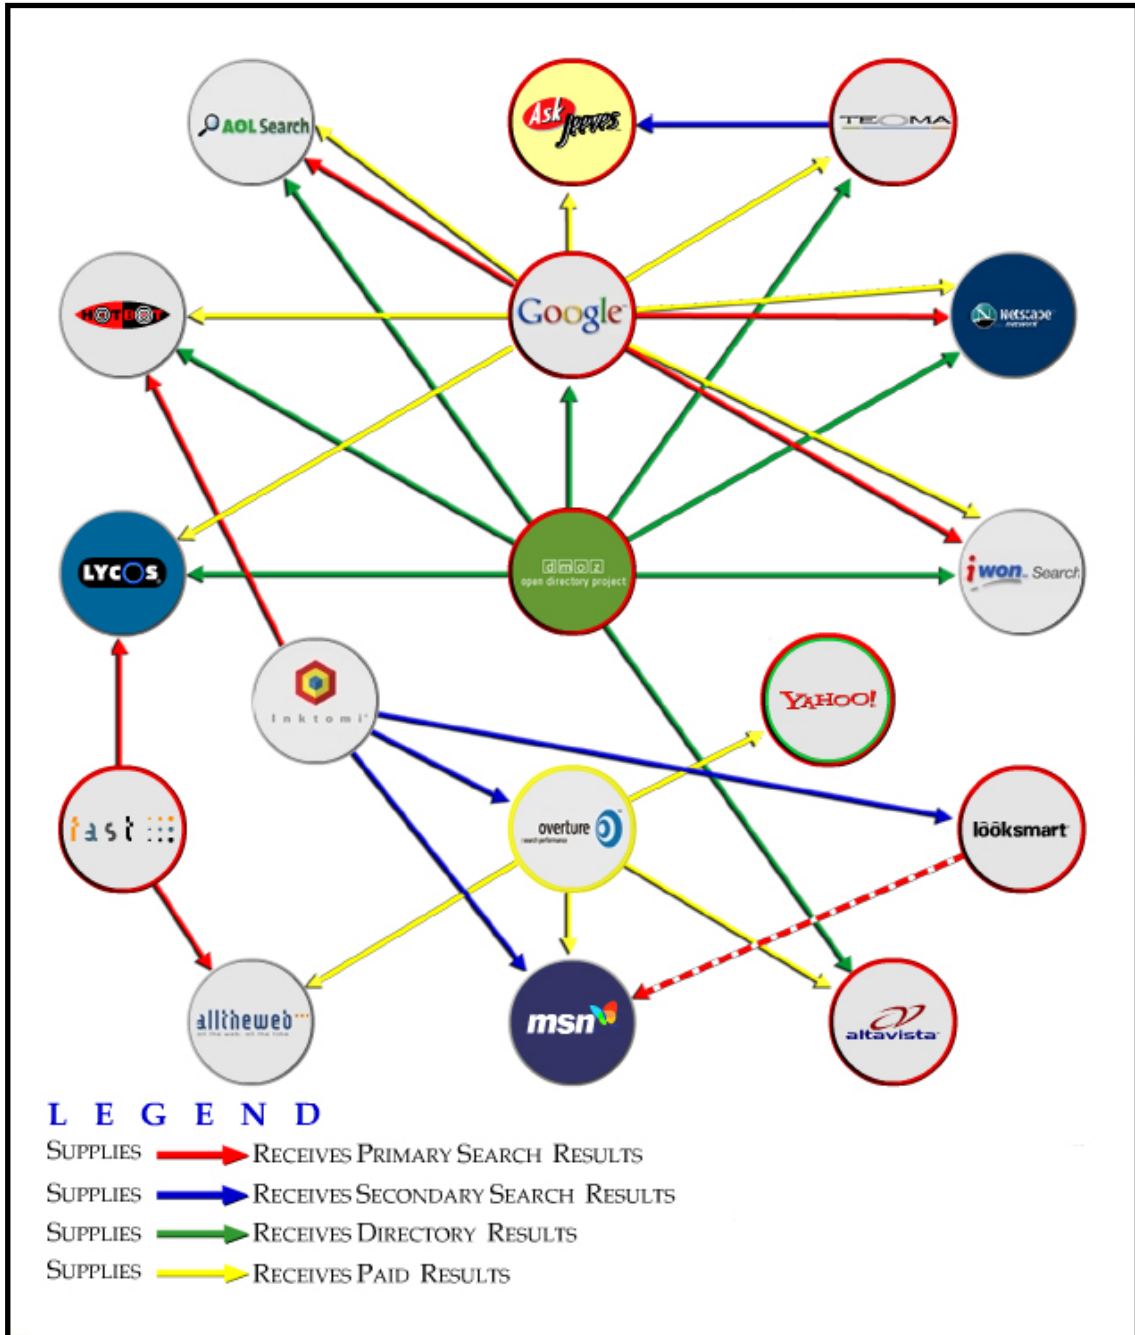 AOL Search
Ask Jeeves
TEOMA
HOTBOT
Google
Netscape
network
LYCOS
dmoz
open directory project
iwon Search
Inktomi
YAHOO!
fast
overture
looksmart
alltheweb
msn
altavista
LEGEND
SUPPLIES RECEIVES PRIMARY SEARCH RESULTS
SUPPLIES RECEIVES SECONDARY SEARCH RESULTS
SUPPLIES RECEIVES DIRECTORY RESULTS
SUPPLIES RECEIVES PAID RESULTS